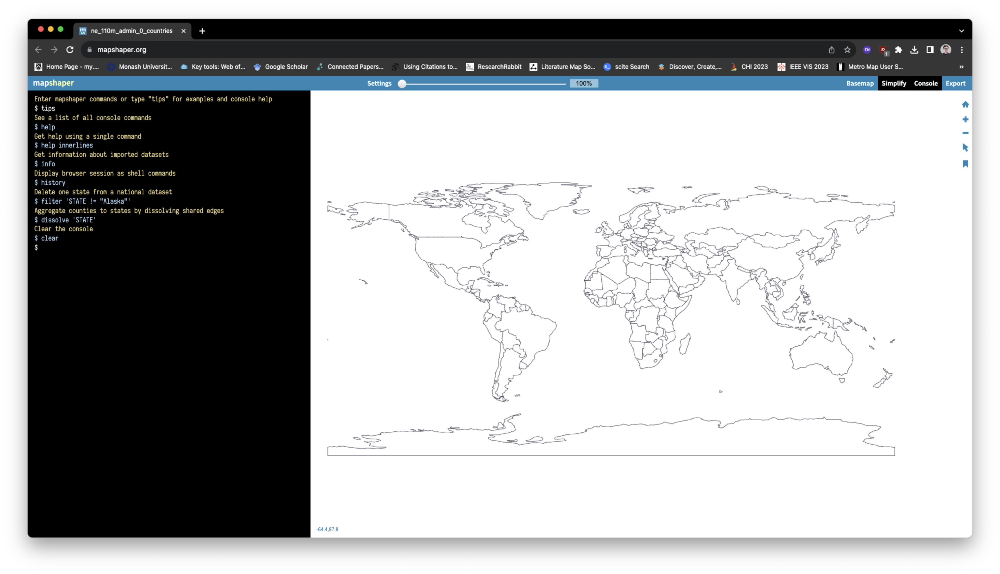 ne_110m_admin_0_countries
mapshaper.org
EN
1
Home Page - my....
Monash Universit...
Key tools: Web of...
Google Scholar
Connected Papers...
Using Citations to...
ResearchRabbit
Literature Map So...
scite Search
Discover, Create,...
CHI 2023
IEEE VIS 2023
Metro Map User S...
»
mapshaper
Settings
100%
Basemap
Simplify
Console
Export
Enter mapshaper commands or type "tips" for examples and console help
$ tips
See a list of all console commands
$ help
Get help using a single command
$ help innerlines
Get information about imported datasets
$ info
Display browser session as shell commands
$ history
Delete one state from a national dataset
$ filter 'STATE != "Alaska"'
Aggregate counties to states by dissolving shared edges
$ dissolve 'STATE'
Clear the console
$ clear
$
-64.4,87.8